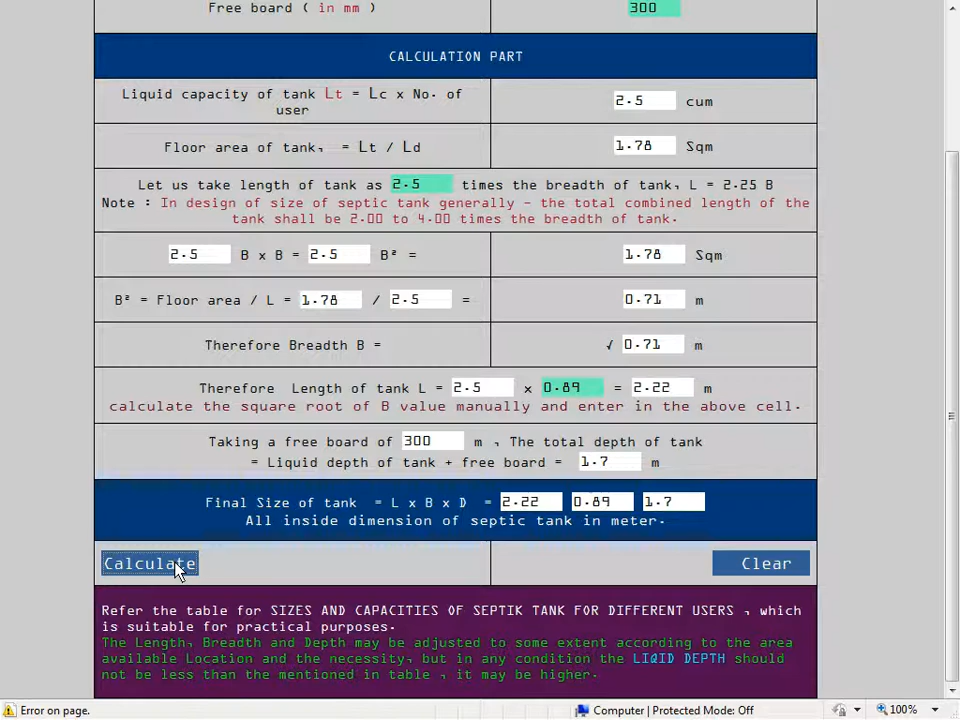 Free board ( in mm ) 300
CALCULATION PART
Liquid capacity of tank Lt = Lc x No. of
user
2.5 cum
Floor area of tank, = Lt / Ld 1.78 Sqm
Let us take length of tank as 2.5 times the breadth of tank, L = 2.25 B
Note : In design of size of septic tank generally - the total combined length of the
tank shall be 2.00 to 4.00 times the breadth of tank.
2.5 B x B = 2.5 B² = 1.78 Sqm
B² = Floor area / L = 1.78 / 2.5 = 0.71 m
Therefore Breadth B = √ 0.71 m
Therefore Length of tank L = 2.5 x 0.89 = 2.22 m
calculate the square root of B value manually and enter in the above cell.
Taking a free board of 300 m , The total depth of tank
= Liquid depth of tank + free board = 1.7 m
Final Size of tank = L x B x D = 2.22 0.89 1.7
All inside dimension of septic tank in meter.
Calculate Clear
Refer the table for SIZES AND CAPACITIES OF SEPTIK TANK FOR DIFFERENT USERS , which
is suitable for practical purposes.
The Length, Breadth and Depth may be adjusted to some extent according to the area
available Location and the necessity, but in any condition the LIQID DEPTH should
not be less than the mentioned in table , it may be higher.
Error on page. Computer | Protected Mode: Off 100%